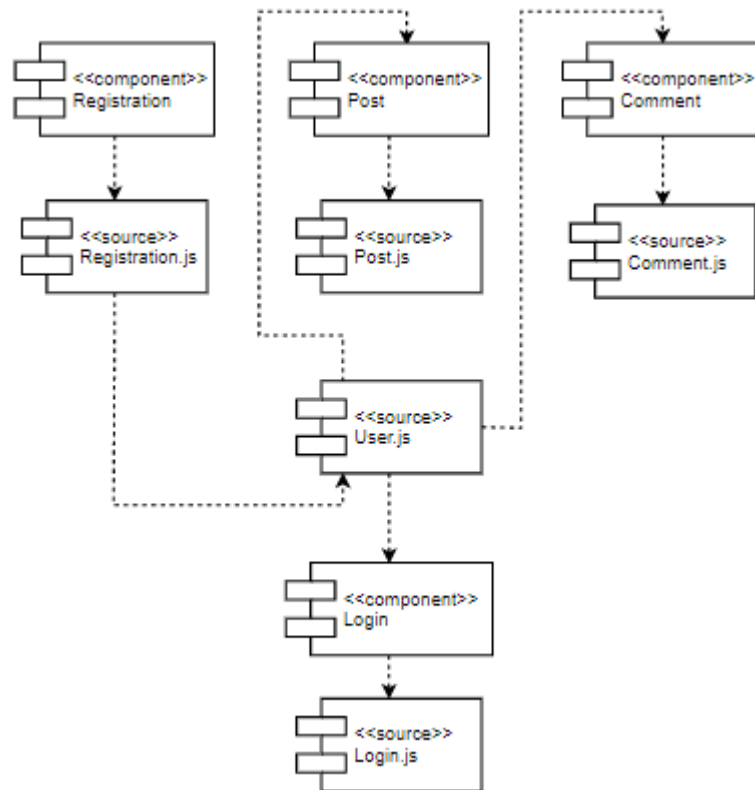 <<component>>
Registration
<<component>>
Post
<<component>>
Comment
<<source>>
Registration.js
<<source>>
Post.js
<<source>>
Comment.js
<<source>>
User.js
<<component>>
Login
<<source>>
Login.js